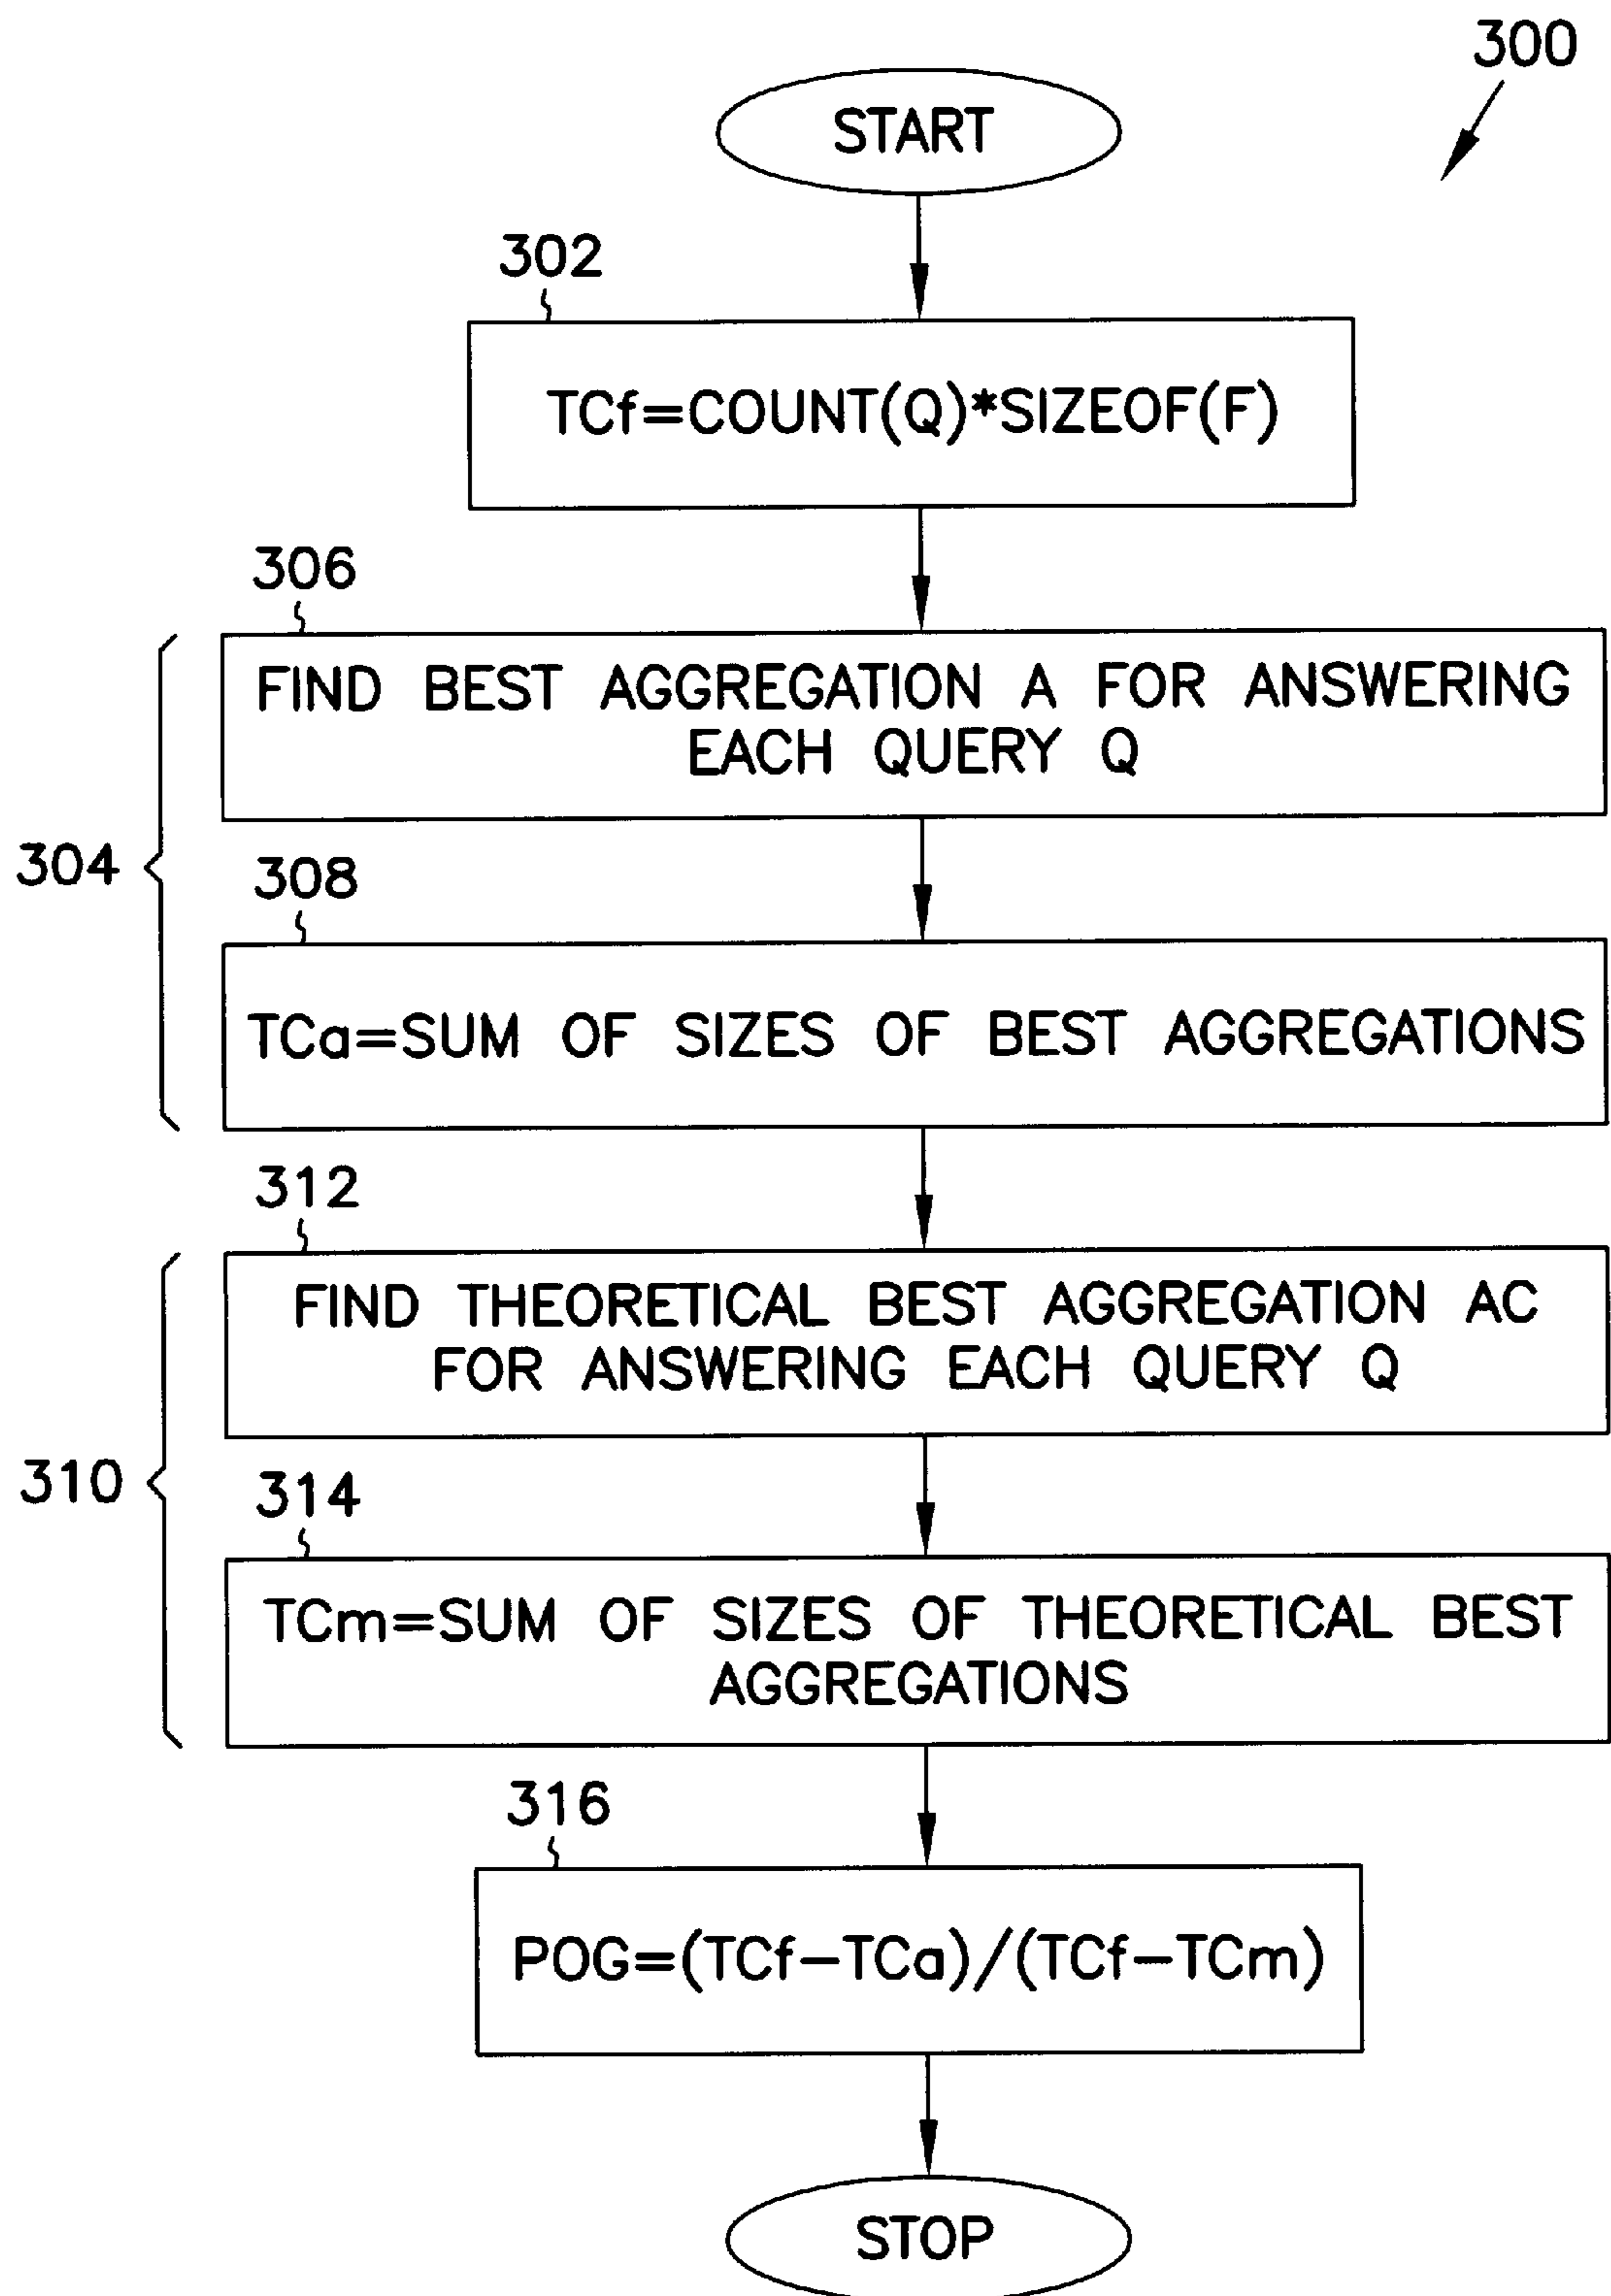 300
START
302
TCf=COUNT(Q)*SIZEOF(F)
306
FIND BEST AGGREGATION A FOR ANSWERING
EACH QUERY Q
304
308
TCa=SUM OF SIZES OF BEST AGGREGATIONS
312
FIND THEORETICAL BEST AGGREGATION AC
FOR ANSWERING EACH QUERY Q
310
314
TCm=SUM OF SIZES OF THEORETICAL BEST
AGGREGATIONS
316
POG=(TCf-TCa)/(TCf-TCm)
STOP